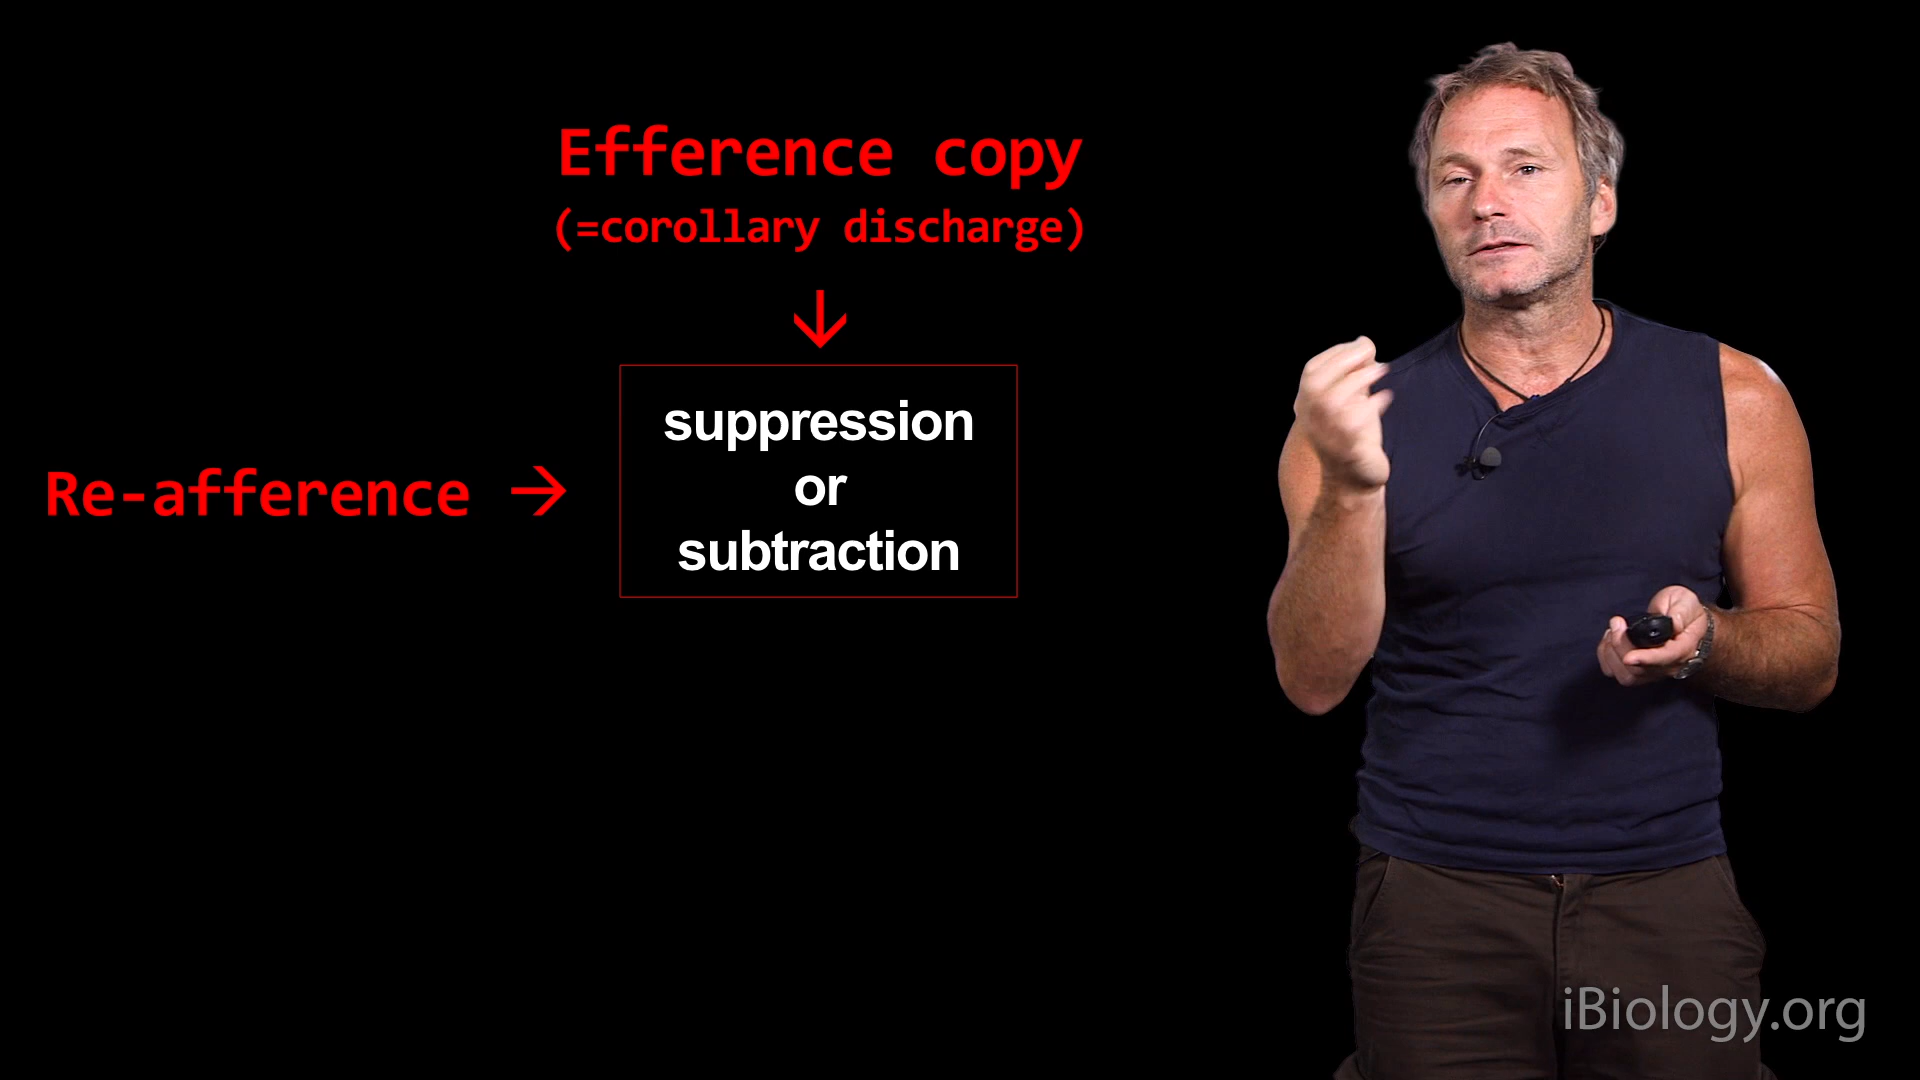 Efference copy
(=corollary discharge)
↓
Re-afference →
suppression
or
subtraction
iBiology.org